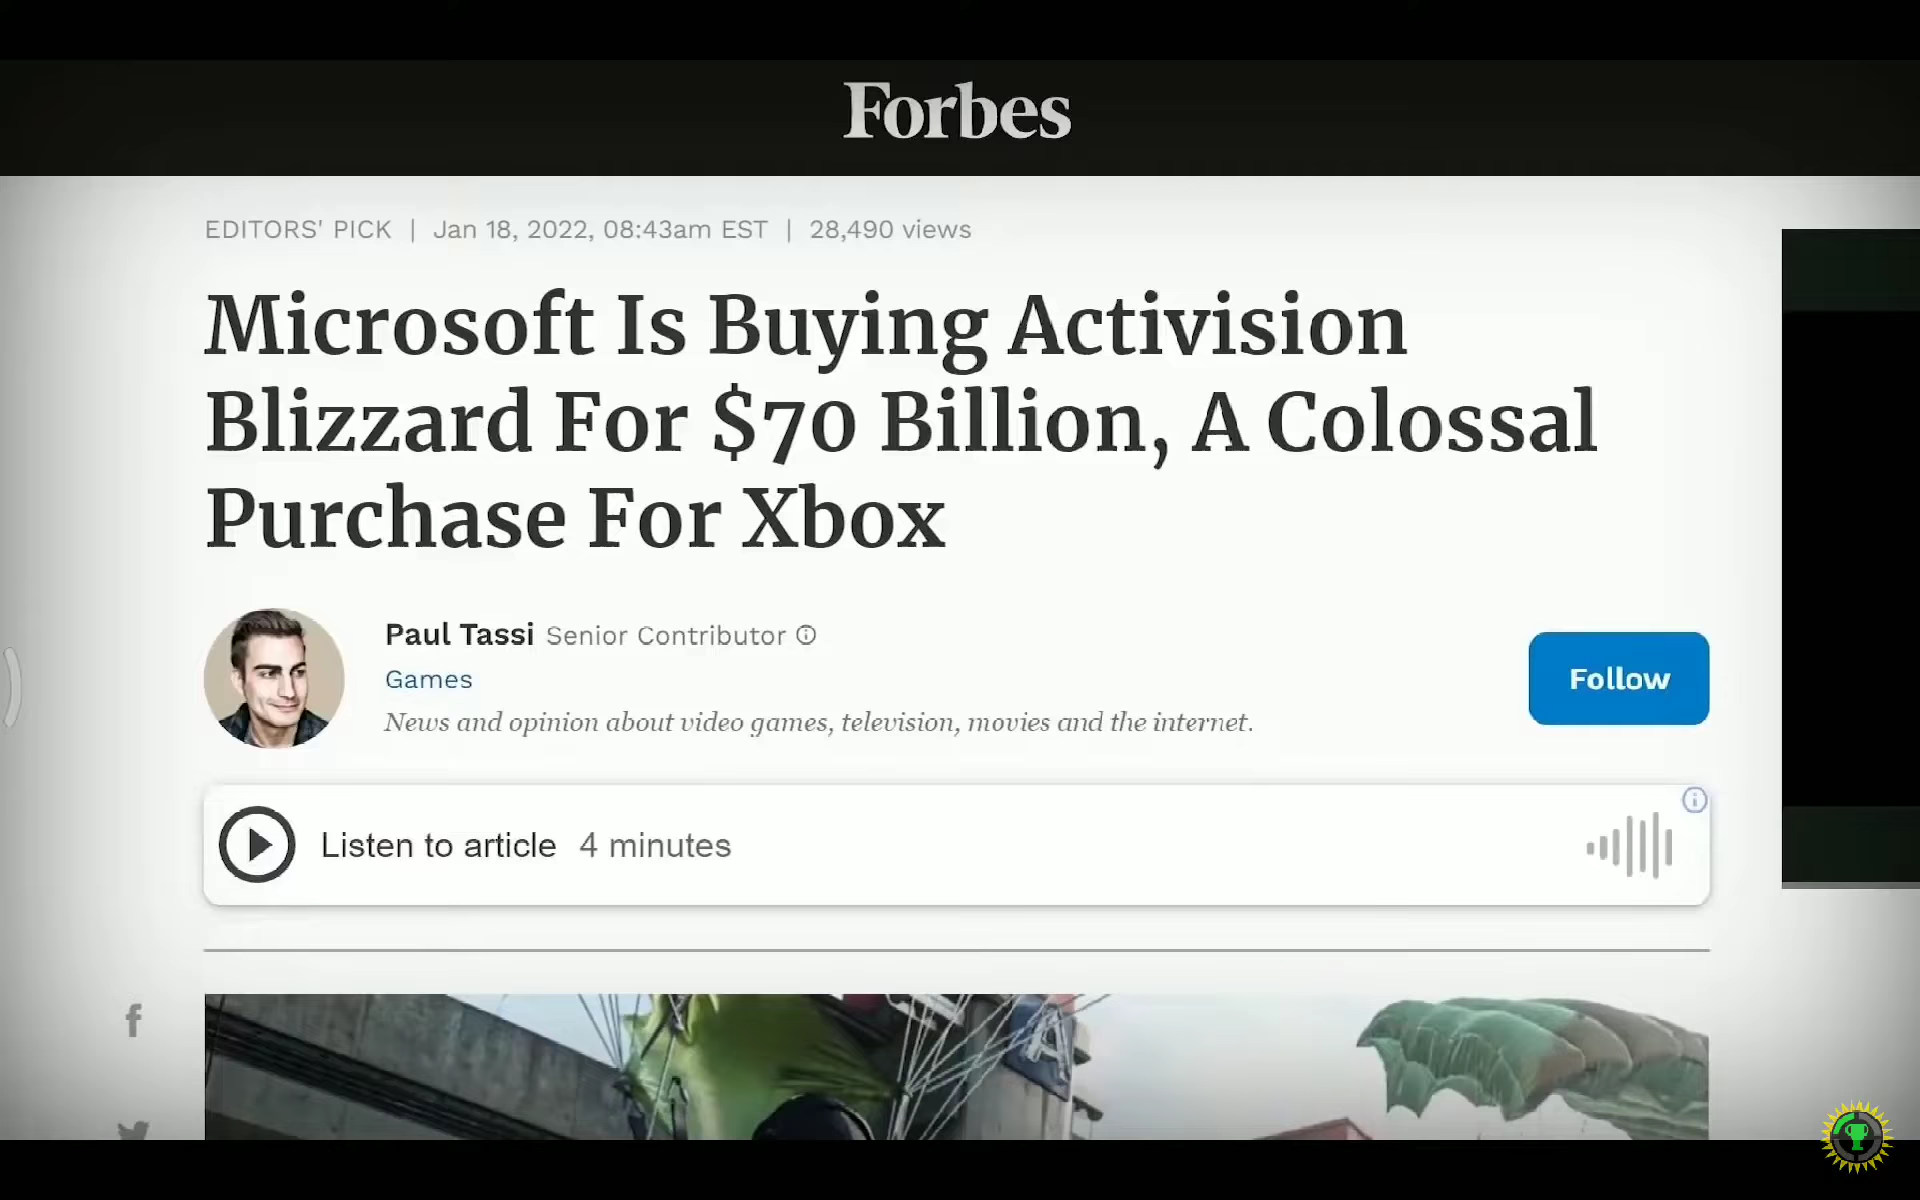 Forbes
EDITORS' PICK | Jan 18, 2022, 08:43am EST | 28,490 views
Microsoft Is Buying Activision
Blizzard For $70 Billion, A Colossal
Purchase For Xbox
Paul Tassi Senior Contributor
Games
News and opinion about video games, television, movies and the internet.
Follow
Listen to article 4 minutes